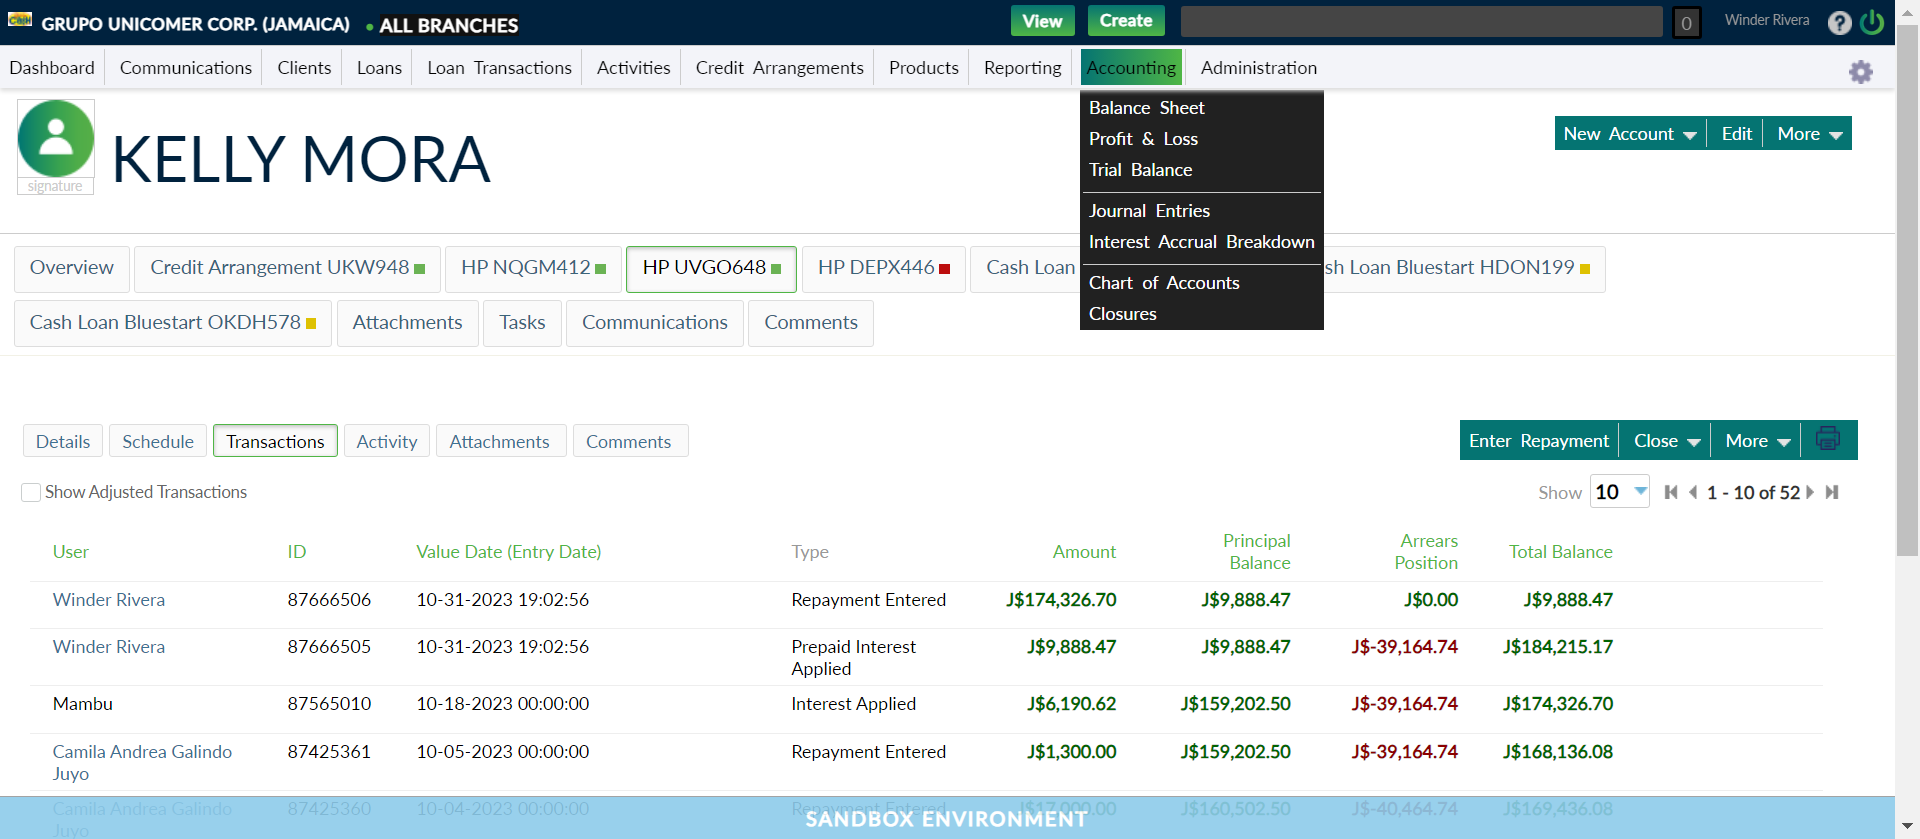 CaSH GRUPO UNICOMER CORP. (JAMAICA) • ALL BRANCHES View Create 0 Winder Rivera ?
Dashboard Communications Clients Loans Loan Transactions Activities Credit Arrangements Products Reporting Accounting Administration
Balance Sheet
Profit & Loss
Trial Balance
Journal Entries
Interest Accrual Breakdown
Chart of Accounts
Closures
KELLY MORA
signature
New Account Edit More
Overview Credit Arrangement UKW948 HP NQGM412 HP UVGO648 HP DEPX446 Cash Loan sh Loan Bluestart HDON199
Cash Loan Bluestart OKDH578 Attachments Tasks Communications Comments
Details Schedule Transactions Activity Attachments Comments Enter Repayment Close More
Show Adjusted Transactions Show 10 1 - 10 of 52
User ID Value Date (Entry Date) Type Amount Principal Balance Arrears Position Total Balance
Winder Rivera 87666506 10-31-2023 19:02:56 Repayment Entered J$174,326.70 J$9,888.47 J$0.00 J$9,888.47
Winder Rivera 87666505 10-31-2023 19:02:56 Prepaid Interest Applied J$9,888.47 J$9,888.47 J$-39,164.74 J$184,215.17
Mambu 87565010 10-18-2023 00:00:00 Interest Applied J$6,190.62 J$159,202.50 J$-39,164.74 J$174,326.70
Camila Andrea Galindo Juyo 87425361 10-05-2023 00:00:00 Repayment Entered J$1,300.00 J$159,202.50 J$-39,164.74 J$168,136.08
Camila Andrea Galindo Juyo 87425360 10-04-2023 00:00:00 Repayment Entered J$17,000.00 J$160,502.50 J$-40,464.74 J$169,436.08
SANDBOX ENVIRONMENT